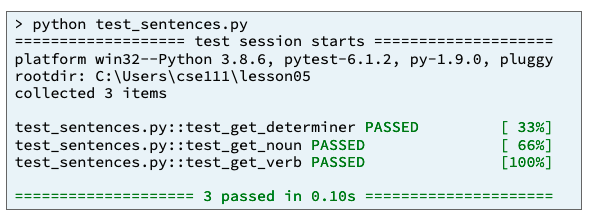 > python test_sentences.py
=================== test session starts ====================
platform win32--Python 3.8.6, pytest-6.1.2, py-1.9.0, pluggy
rootdir: C:\Users\cse111\lesson05
collected 3 items
test_sentences.py::test_get_determiner PASSED         [ 33%]
test_sentences.py::test_get_noun PASSED               [ 66%]
test_sentences.py::test_get_verb PASSED               [100%]
==================== 3 passed in 0.10s =====================